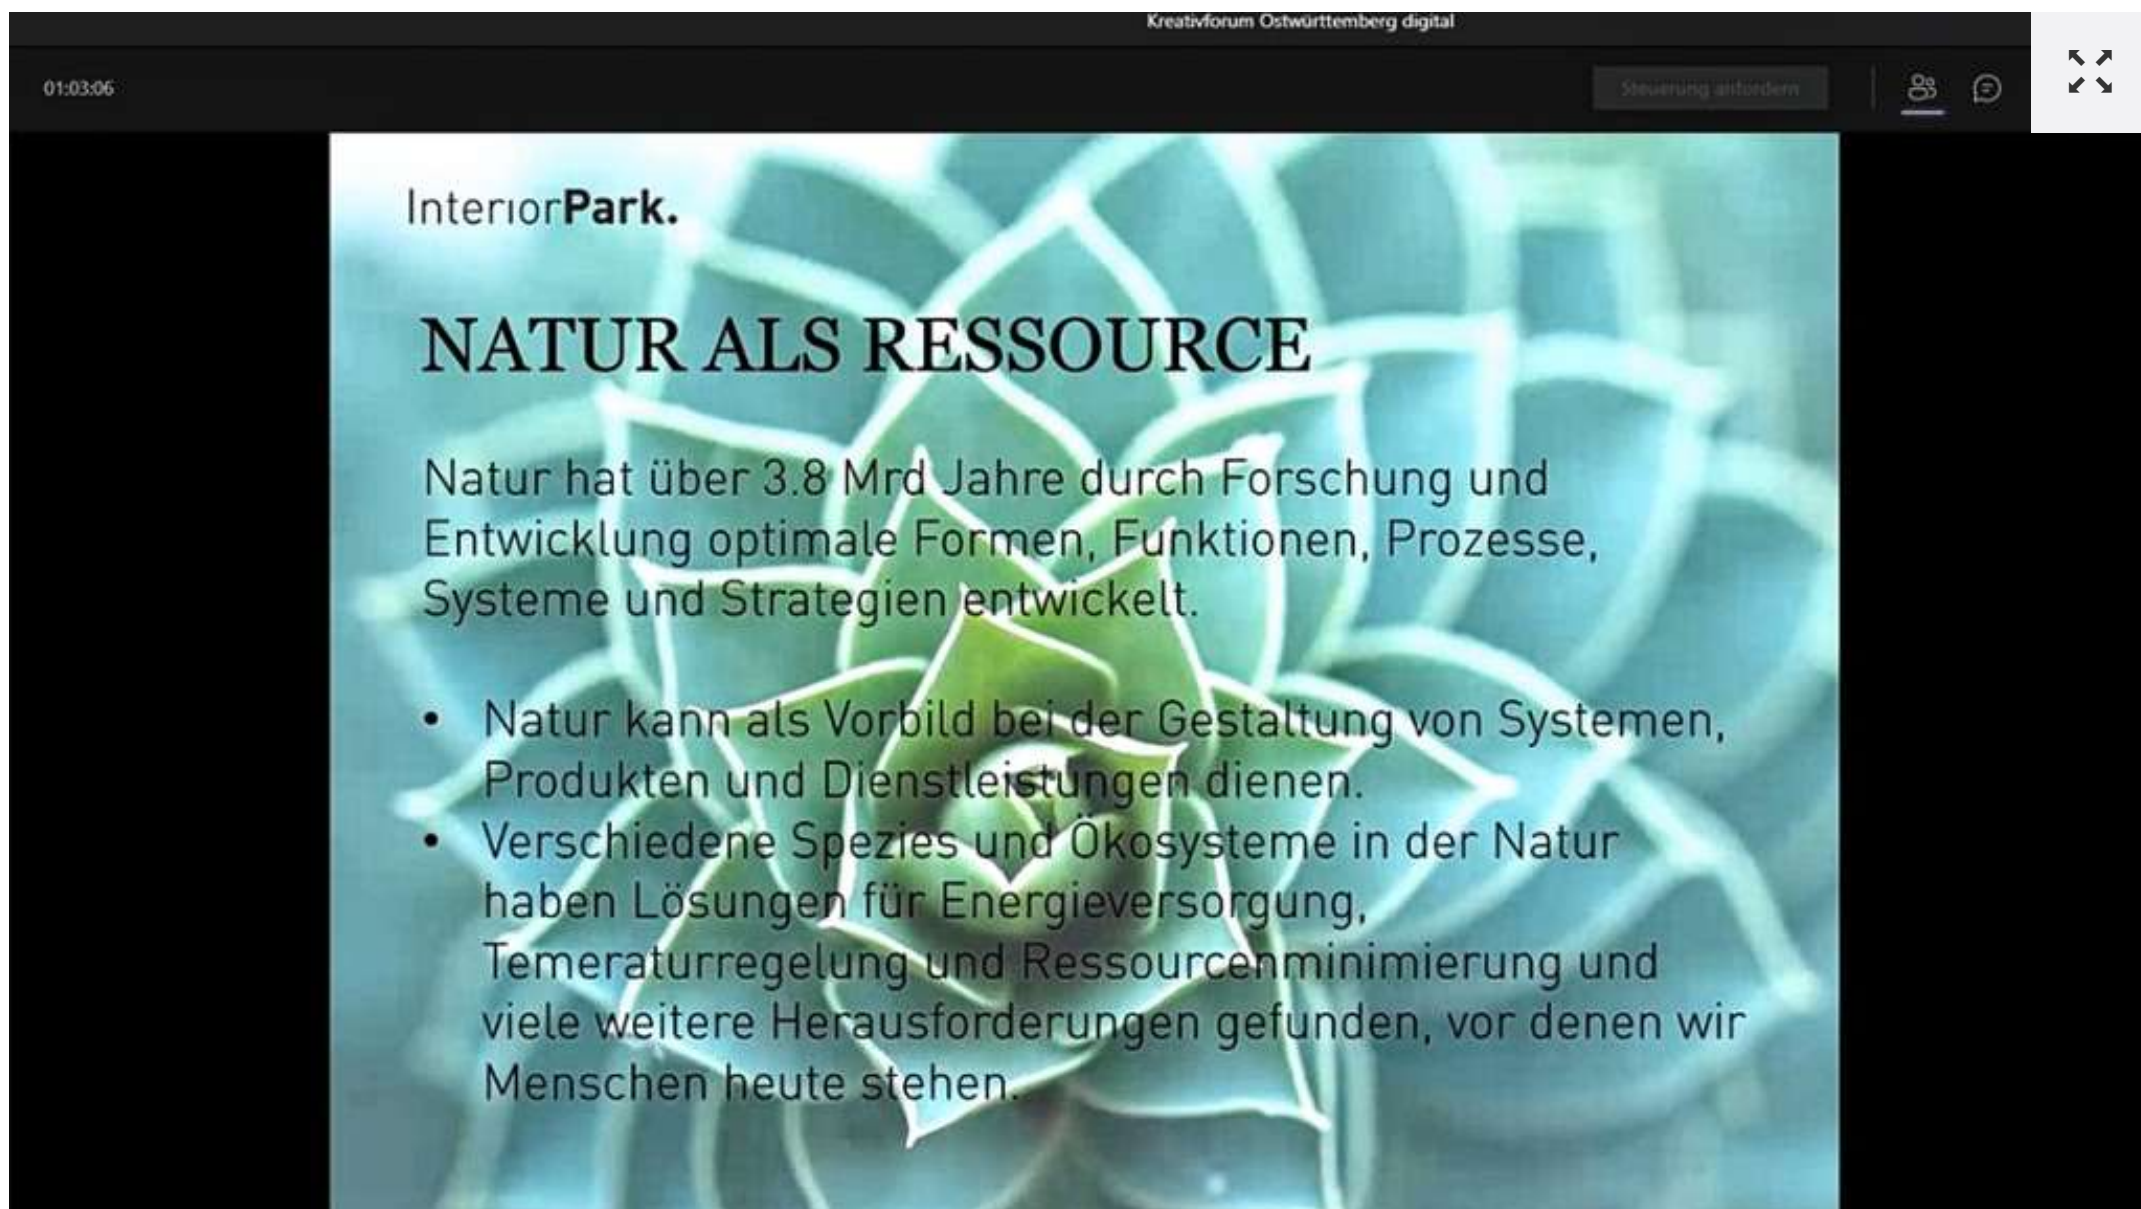 Kreativforum Ostwürttemberg digital
01:03:06
Steuerung anfordern
InteriorPark.
NATUR ALS RESSOURCE
Natur hat über 3.8 Mrd Jahre durch Forschung und
Entwicklung optimale Formen, Funktionen, Prozesse,
Systeme und Strategien entwickelt.
• Natur kann als Vorbild bei der Gestaltung von Systemen,
Produkten und Dienstleistungen dienen.
• Verschiedene Spezies und Ökosysteme in der Natur
haben Lösungen für Energieversorgung,
Temeraturregelung und Ressourcenminimierung und
viele weitere Herausforderungen gefunden, vor denen wir
Menschen heute stehen.